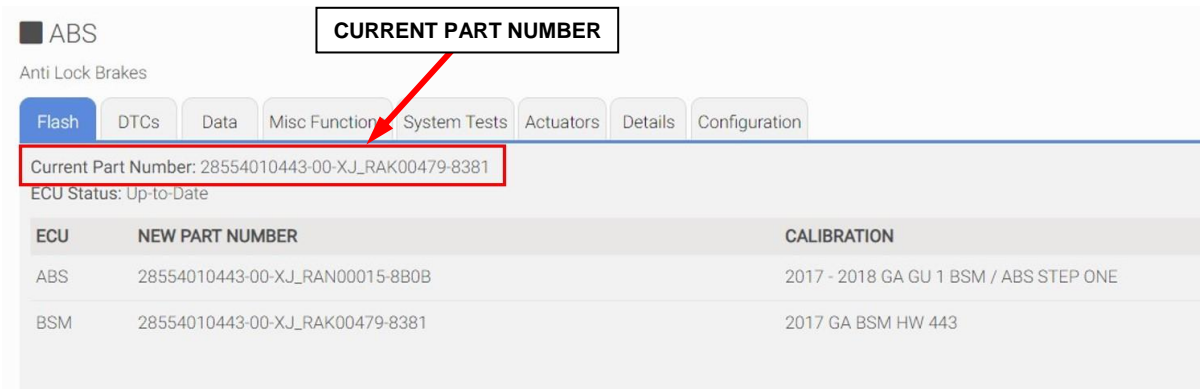 ABS
CURRENT PART NUMBER
Anti Lock Brakes
Flash DTCs Data Misc Function System Tests Actuators Details Configuration
Current Part Number: 28554010443-00-XJ_RAK00479-8381
ECU Status: Up-to-Date
ECU NEW PART NUMBER CALIBRATION
ABS 28554010443-00-XJ_RAN00015-8B0B 2017 - 2018 GA GU 1 BSM / ABS STEP ONE
BSM 28554010443-00-XJ_RAK00479-8381 2017 GA BSM HW 443